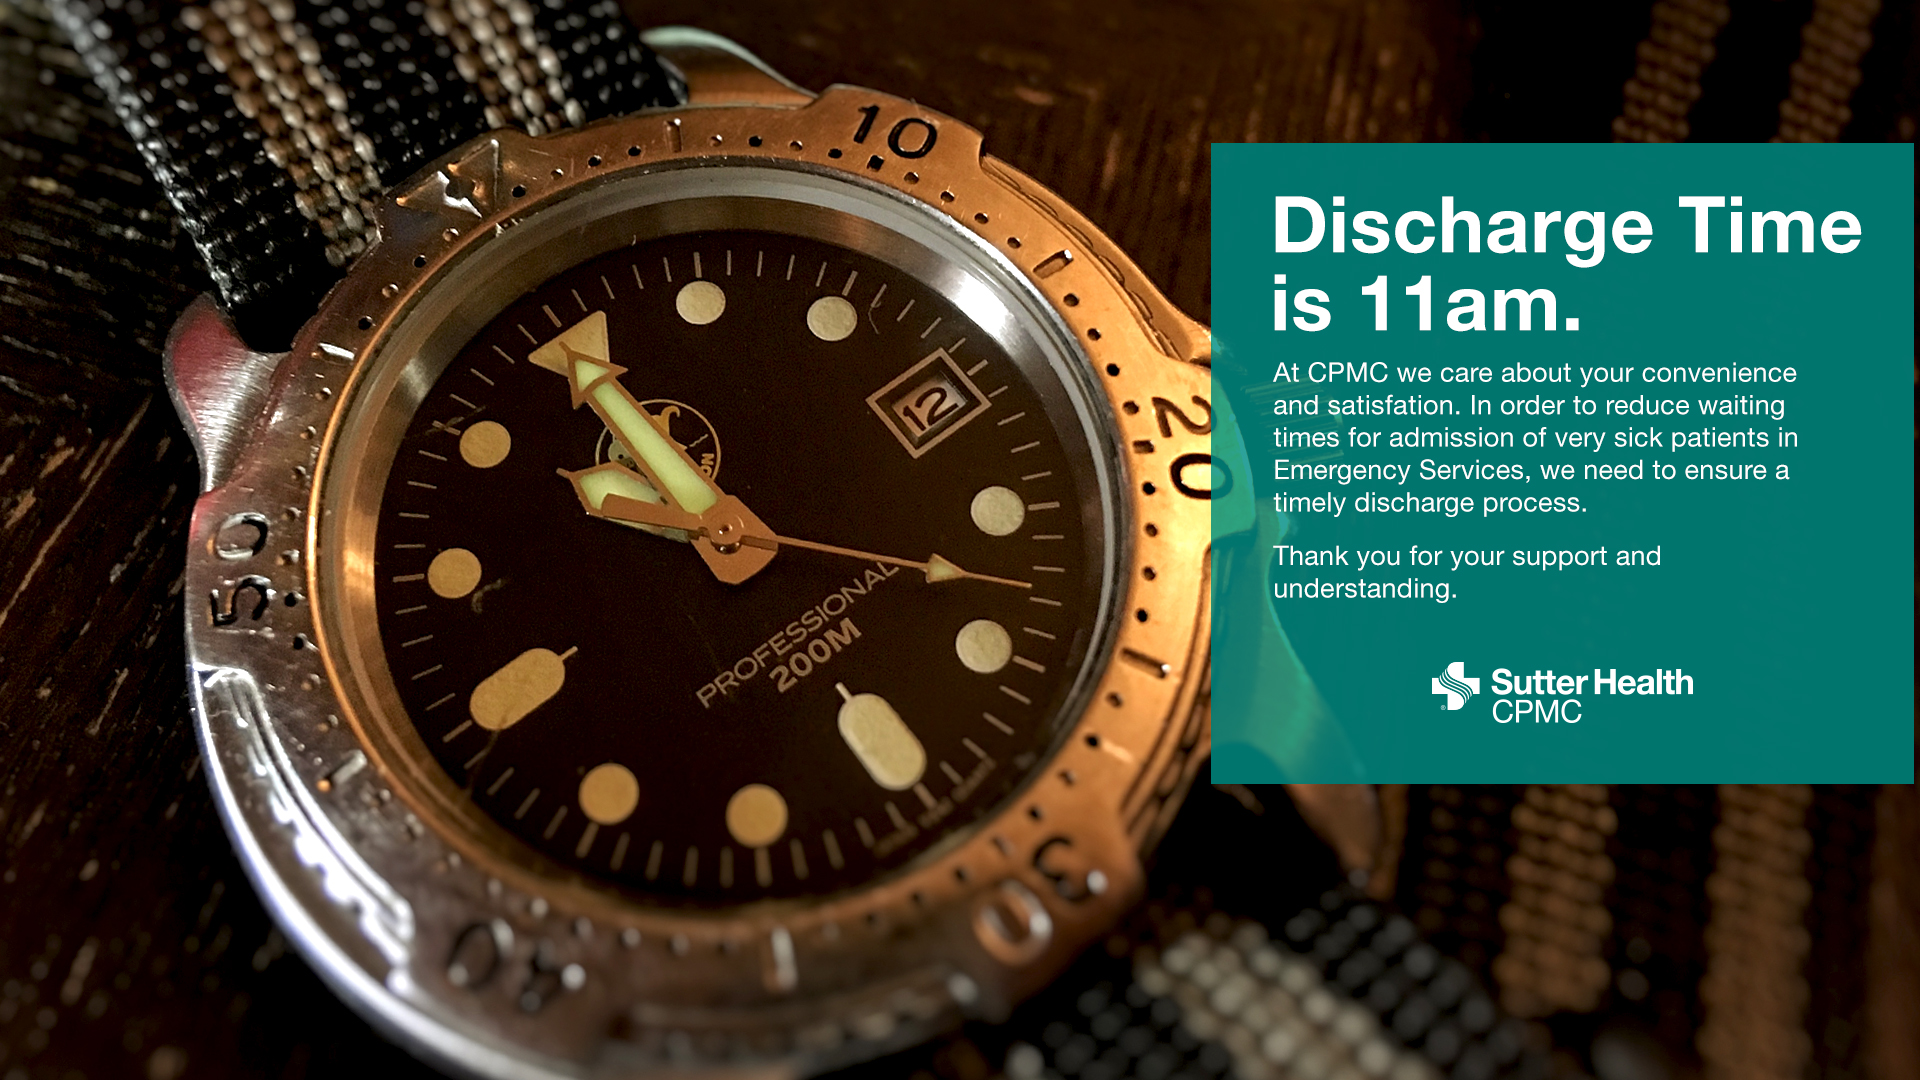 10
20
12
50
PROFESSIONAL
200M
30
40
Discharge Time
is 11am.
At CPMC we care about your convenience
and satisfation. In order to reduce waiting
times for admission of very sick patients in
Emergency Services, we need to ensure a
timely discharge process.
Thank you for your support and
understanding.
Sutter Health
CPMC